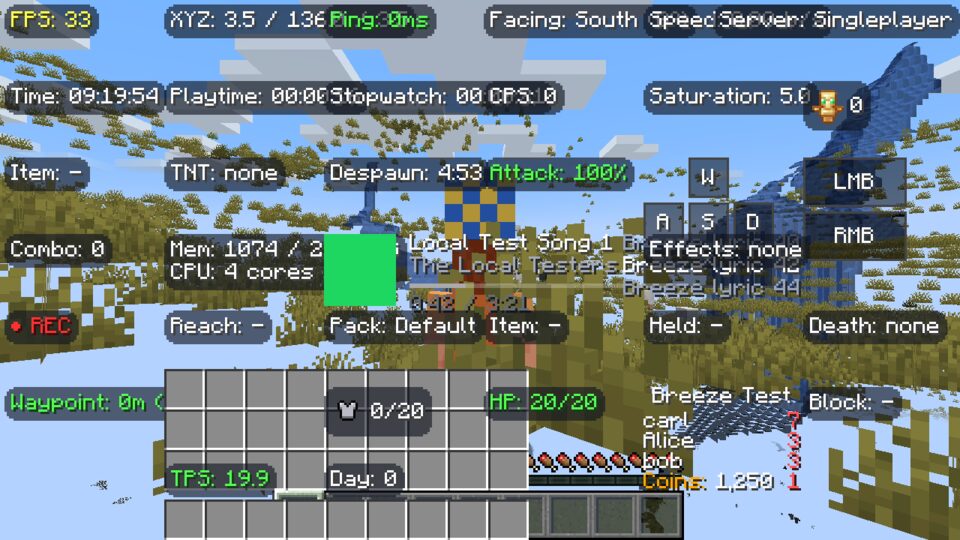 FPS: 33
XYZ: 3.5 / 136
Ping: 0ms
Facing: South
Speed
Server: Singleplayer
Time: 09:19:54
Playtime: 00:00
Stopwatch: 00
CPS: 0
Saturation: 5.0
0
Item: -
TNT: none
Despawn: 4:53
Attack: 100%
W
LMB
A S D
RMB
Combo: 0
Mem: 1074 / 2
CPU: 4 cores
Local Test Song 1
The Local Testers
0:42 / 3:21
Effects: none
Breeze lyric 44
REC
Reach: -
Pack: Default
Item: -
Held: -
Death: none
Waypoint: 0m (
0/20
HP: 20/20
Breeze Test
Block: -
carl 7
Alice 3
bob 3
Coins: 1,250 1
TPS: 19.9
Day: 0